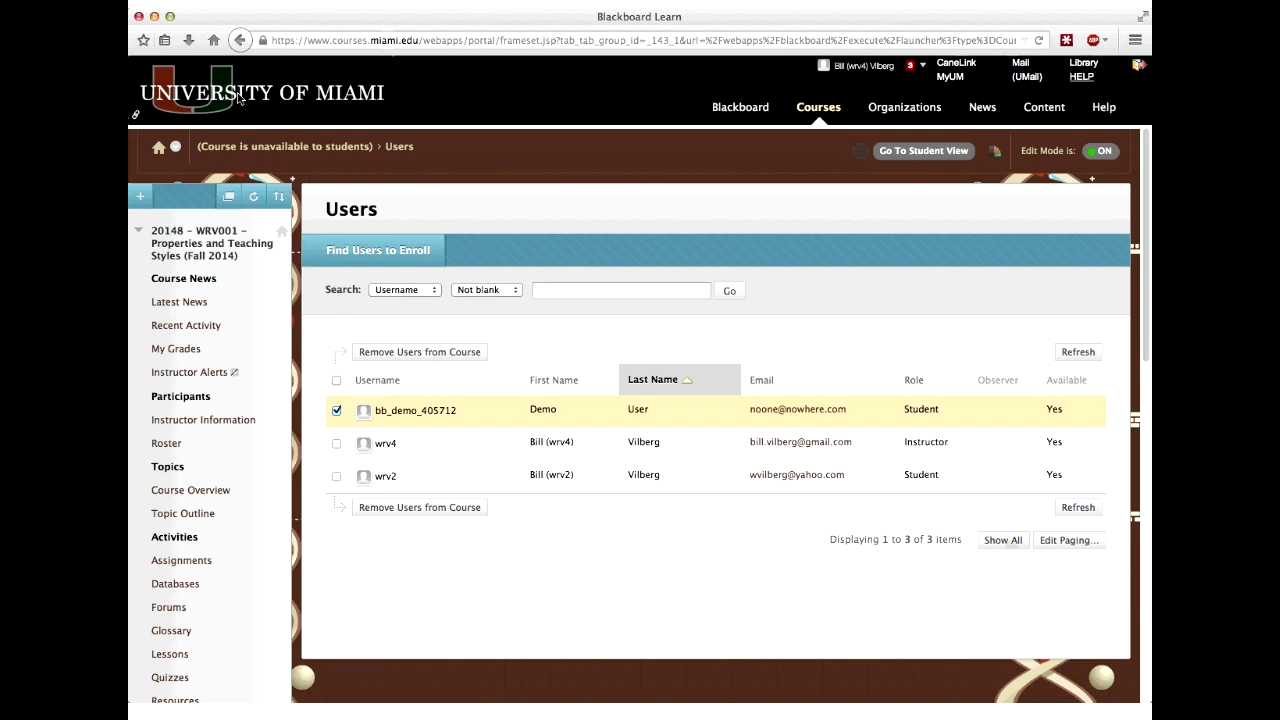 Blackboard Learn
https://www.courses.miami.edu/webapps/portal/frameset.jsp?tab_tab_group_id=_143_1&url=%2Fwebapps%2Fblackboard%2Fexecute%2Flauncher%3Ftype%3DCour
UNIVERSITY OF MIAMI
Bill (wrv4) Vilberg 3
CaneLink
MyUM
Mail
(UMail)
Library
HELP
Blackboard Courses Organizations News Content Help
(Course is unavailable to students) > Users
Go To Student View
Edit Mode is: ON
20148 - WRV001 -
Properties and Teaching
Styles (Fall 2014)
Course News
Latest News
Recent Activity
My Grades
Instructor Alerts
Participants
Instructor Information
Roster
Topics
Course Overview
Topic Outline
Activities
Assignments
Databases
Forums
Glossary
Lessons
Quizzes
Resources
Users
Find Users to Enroll
Search: Username Not blank Go
Remove Users from Course Refresh
Username First Name Last Name Email Role Observer Available
bb_demo_405712 Demo User noone@nowhere.com Student Yes
wrv4 Bill (wrv4) Vilberg bill.vilberg@gmail.com Instructor Yes
wrv2 Bill (wrv2) Vilberg wvilberg@yahoo.com Student Yes
Remove Users from Course Refresh
Displaying 1 to 3 of 3 items Show All Edit Paging...